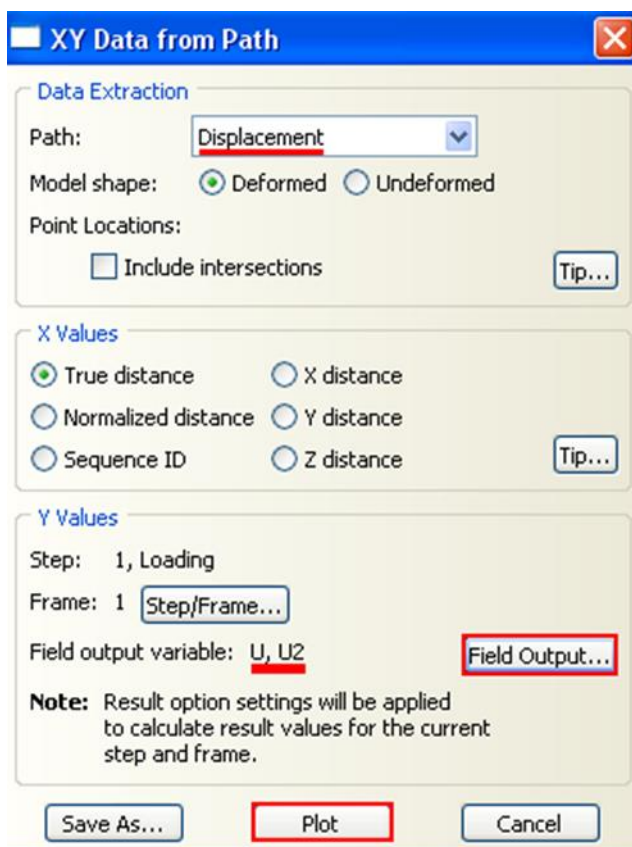 XY Data from Path
Data Extraction
Path: Displacement
Model shape: Deformed Undeformed
Point Locations:
Include intersections Tip...
X Values
True distance X distance
Normalized distance Y distance
Sequence ID Z distance Tip...
Y Values
Step: 1, Loading
Frame: 1 Step/Frame...
Field output variable: U, U2 Field Output...
Note: Result option settings will be applied
to calculate result values for the current
step and frame.
Save As... Plot Cancel